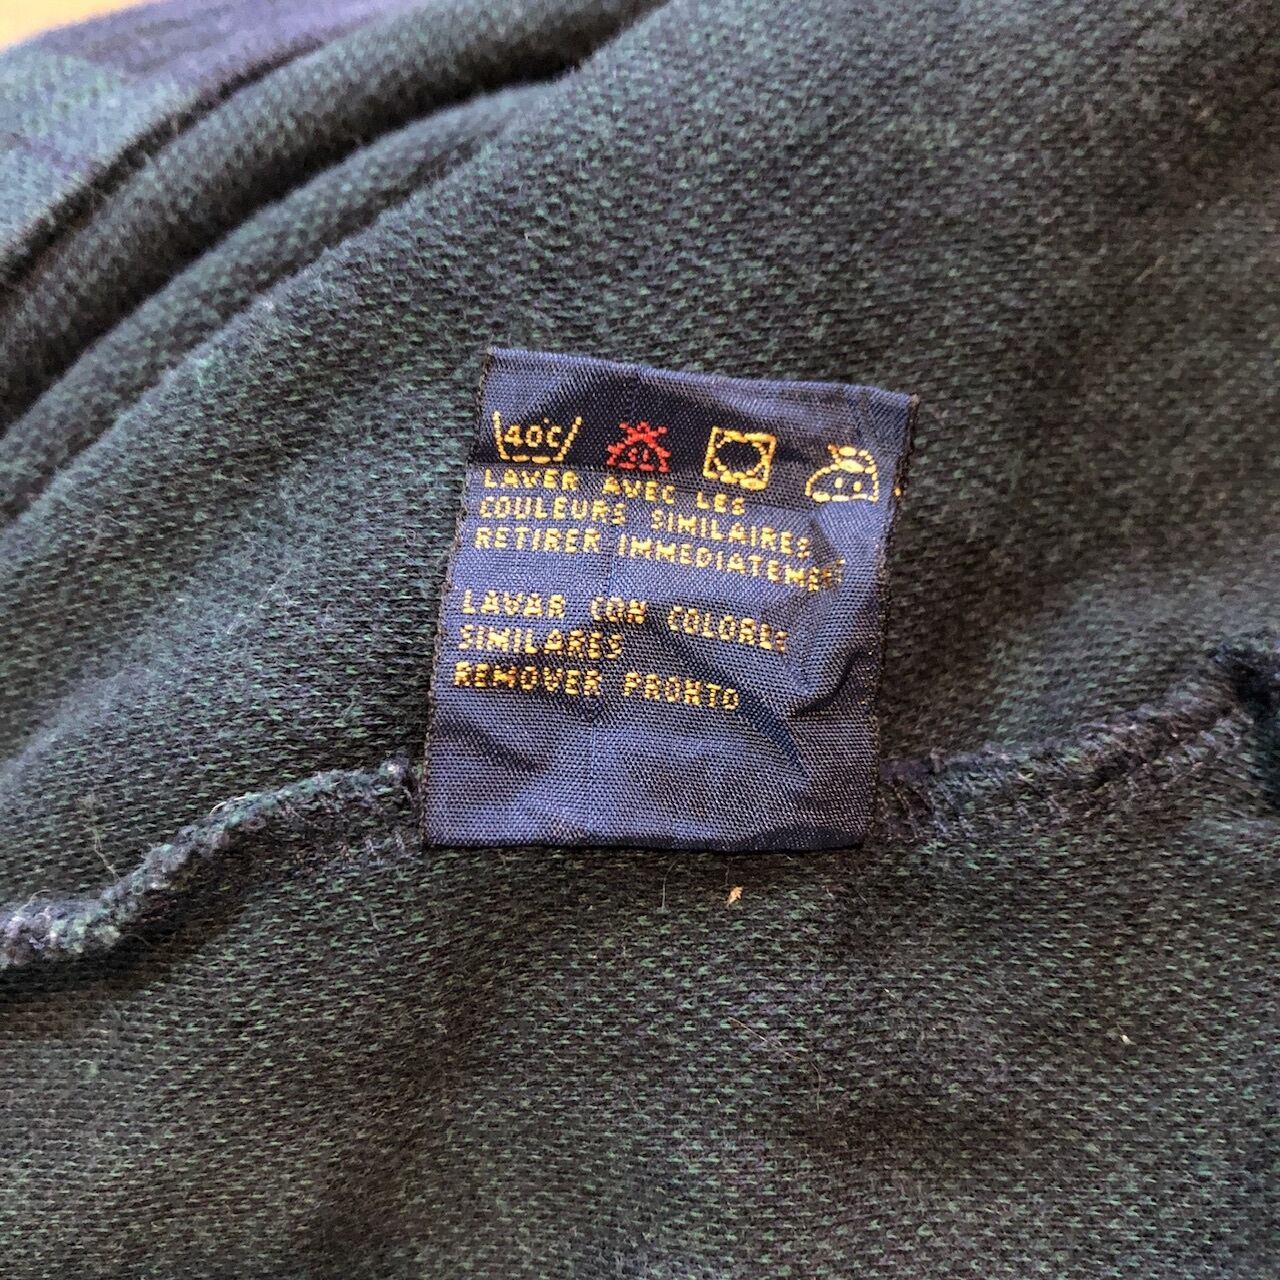 40°C
LAVER AVEC LES
COULEURS SIMILAIRES
RETIRER IMMEDIATEMENT
LAVAR CON COLORES
SIMILARES
REMOVER PRONTO